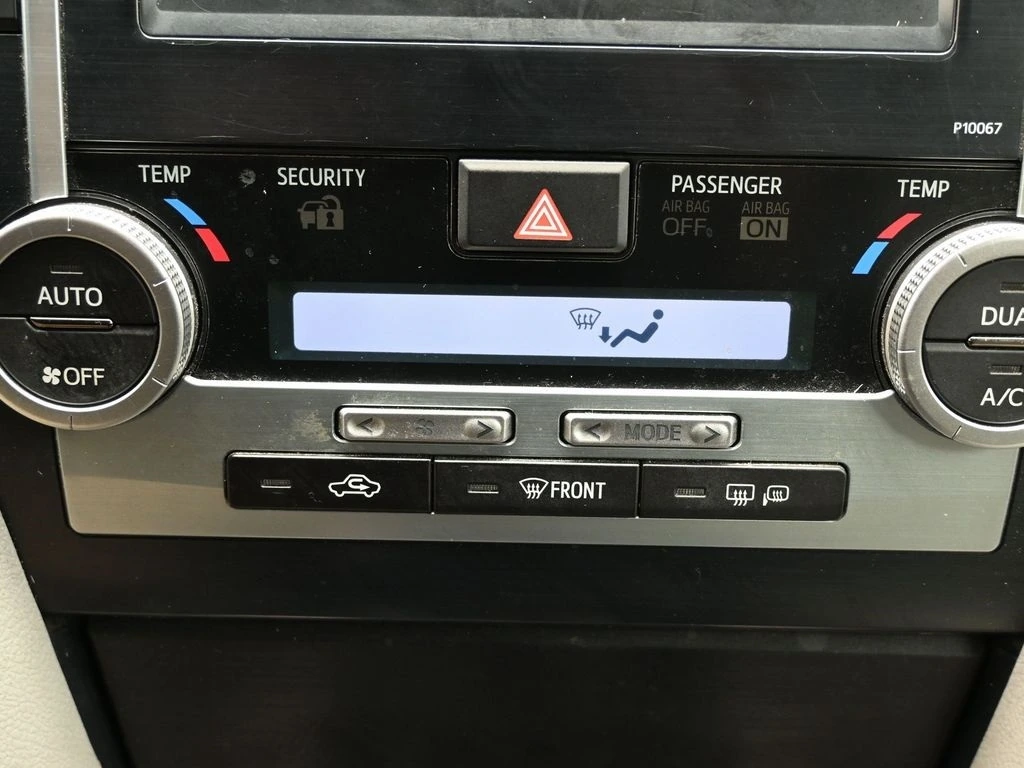 P10067
TEMP
SECURITY
PASSENGER
AIR BAG
OFF
AIR BAG
ON
TEMP
AUTO
OFF
DUA
A/C
MODE
FRONT